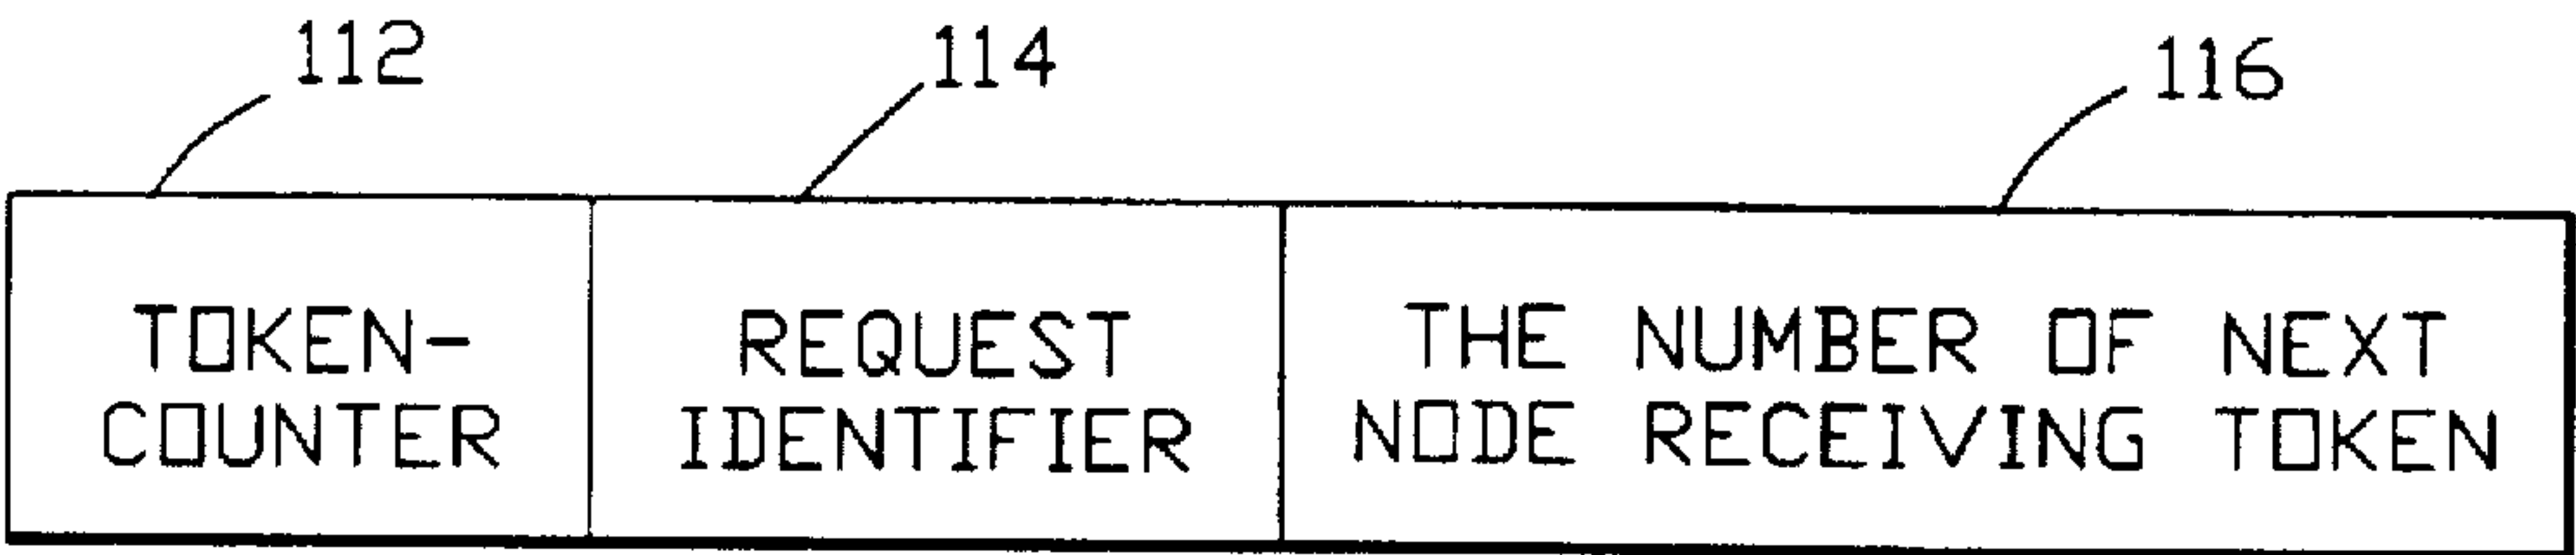 112
114
116
TOKEN-
COUNTER
REQUEST
IDENTIFIER
THE NUMBER OF NEXT
NODE RECEIVING TOKEN